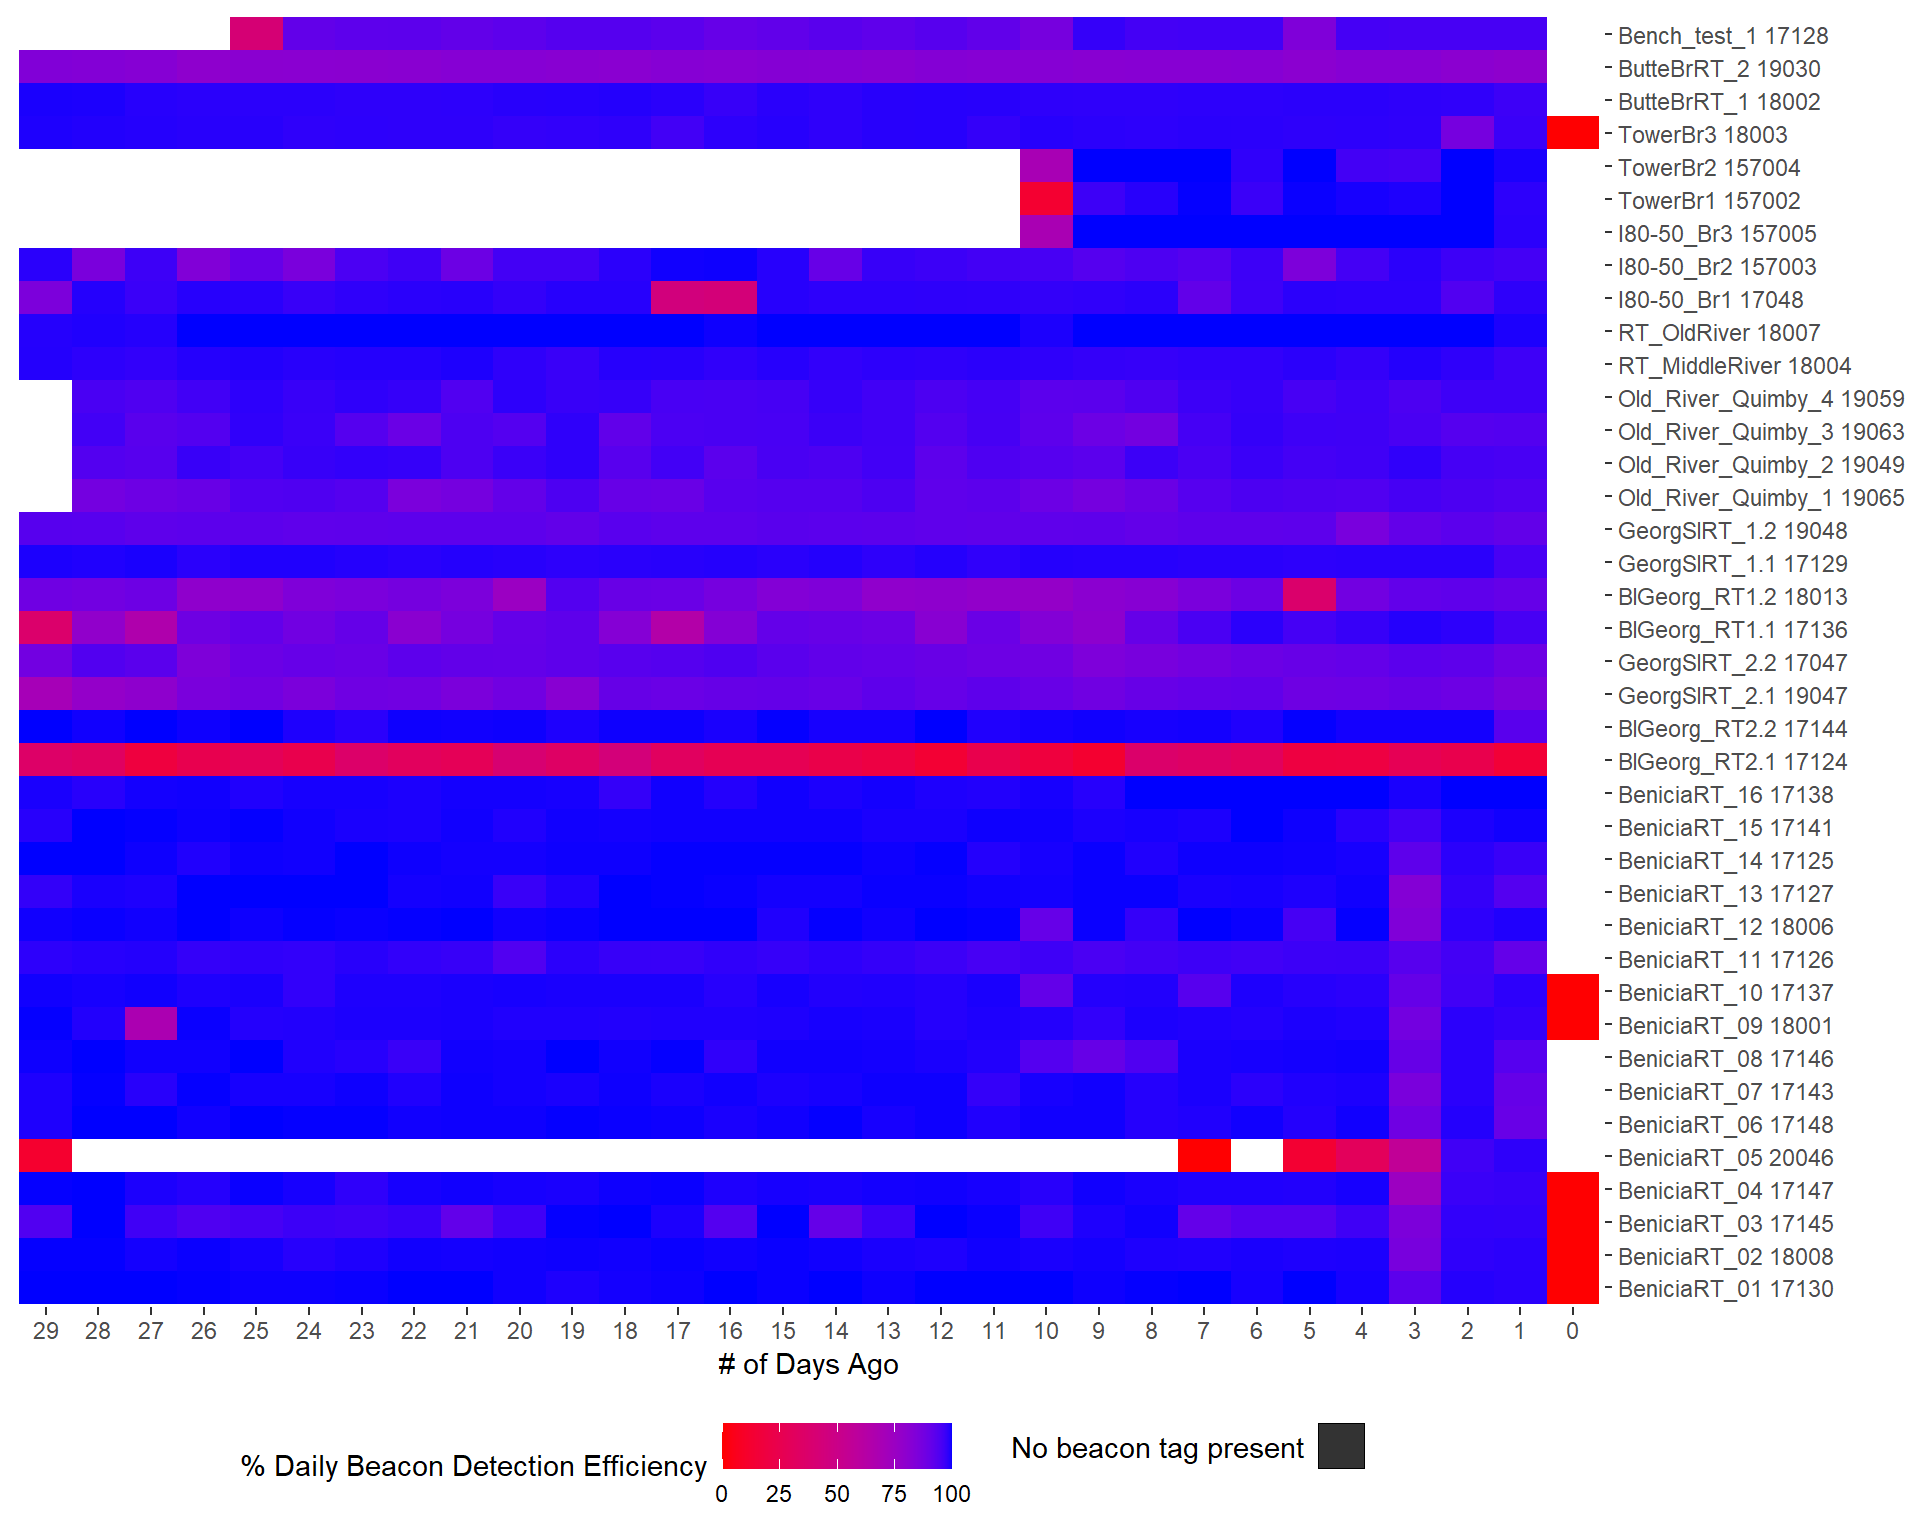 Bench_test_1 17128
ButteBrRT_2 19030
ButteBrRT_1 18002
TowerBr3 18003
TowerBr2 157004
TowerBr1 157002
I80-50_Br3 157005
I80-50_Br2 157003
I80-50_Br1 17048
RT_OldRiver 18007
RT_MiddleRiver 18004
Old_River_Quimby_4 19059
Old_River_Quimby_3 19063
Old_River_Quimby_2 19049
Old_River_Quimby_1 19065
GeorgSlRT_1.2 19048
GeorgSlRT_1.1 17129
BlGeorg_RT1.2 18013
BlGeorg_RT1.1 17136
GeorgSlRT_2.2 17047
GeorgSlRT_2.1 19047
BlGeorg_RT2.2 17144
BlGeorg_RT2.1 17124
BeniciaRT_16 17138
BeniciaRT_15 17141
BeniciaRT_14 17125
BeniciaRT_13 17127
BeniciaRT_12 18006
BeniciaRT_11 17126
BeniciaRT_10 17137
BeniciaRT_09 18001
BeniciaRT_08 17146
BeniciaRT_07 17143
BeniciaRT_06 17148
BeniciaRT_05 20046
BeniciaRT_04 17147
BeniciaRT_03 17145
BeniciaRT_02 18008
BeniciaRT_01 17130
29 28 27 26 25 24 23 22 21 20 19 18 17 16 15 14 13 12 11 10 9 8 7 6 5 4 3 2 1 0
# of Days Ago
% Daily Beacon Detection Efficiency
0 25 50 75 100
No beacon tag present